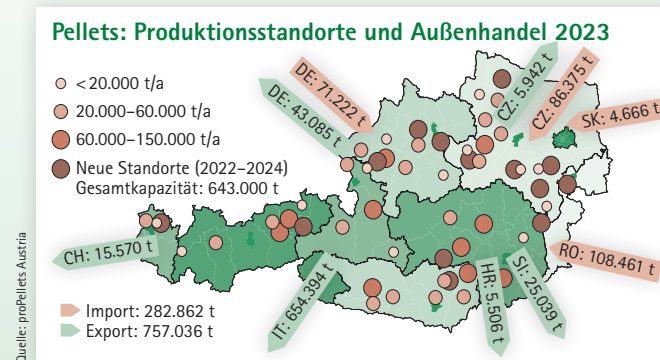 Pellets: Produktionsstandorte und Außenhandel 2023
<20.000 t/a
20.000–60.000 t/a
60.000–150.000 t/a
Neue Standorte (2022–2024)
Gesamtkapazität: 643.000 t
DE: 71.222 t
DE: 43.085 t
CZ: 5.942 t
CZ: 86.375 t
SK: 4.666 t
CH: 15.570 t
IT: 654.394 t
HR: 5.506 t
SI: 25.039 t
RO: 108.461 t
Import: 282.862 t
Export: 757.036 t
Quelle: proPellets Austria